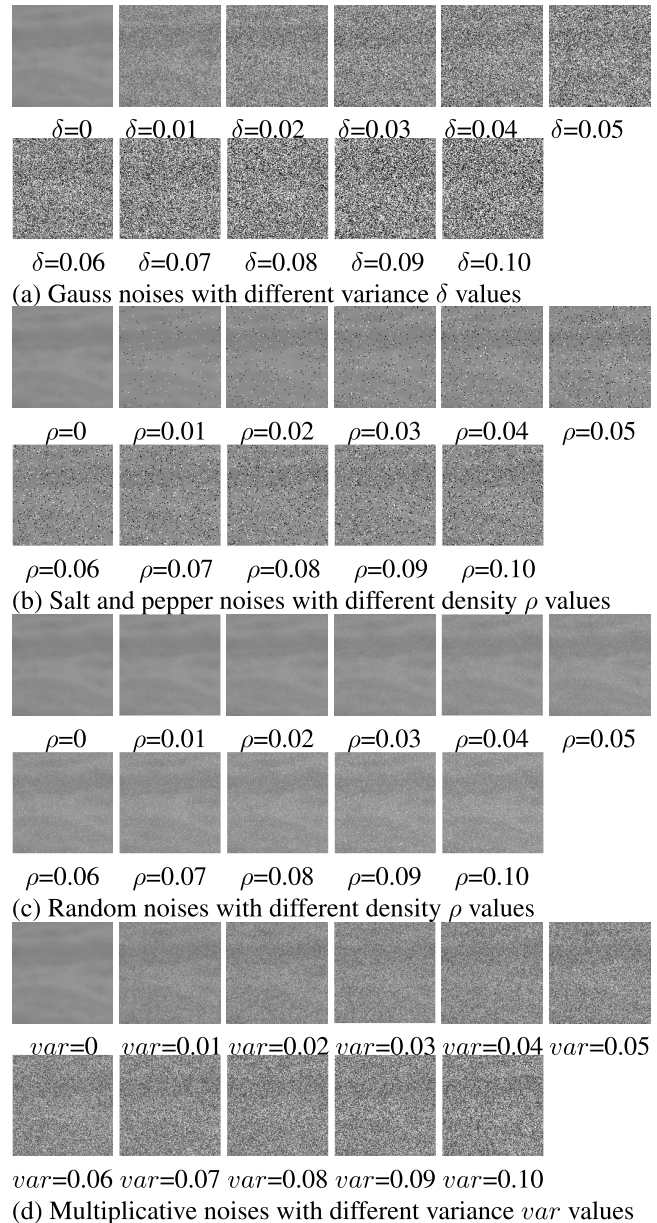 δ=0 δ=0.01 δ=0.02 δ=0.03 δ=0.04 δ=0.05
δ=0.06 δ=0.07 δ=0.08 δ=0.09 δ=0.10
(a) Gauss noises with different variance δ values
ρ=0 ρ=0.01 ρ=0.02 ρ=0.03 ρ=0.04 ρ=0.05
ρ=0.06 ρ=0.07 ρ=0.08 ρ=0.09 ρ=0.10
(b) Salt and pepper noises with different density ρ values
ρ=0 ρ=0.01 ρ=0.02 ρ=0.03 ρ=0.04 ρ=0.05
ρ=0.06 ρ=0.07 ρ=0.08 ρ=0.09 ρ=0.10
(c) Random noises with different density ρ values
var=0 var=0.01 var=0.02 var=0.03 var=0.04 var=0.05
var=0.06 var=0.07 var=0.08 var=0.09 var=0.10
(d) Multiplicative noises with different variance var values